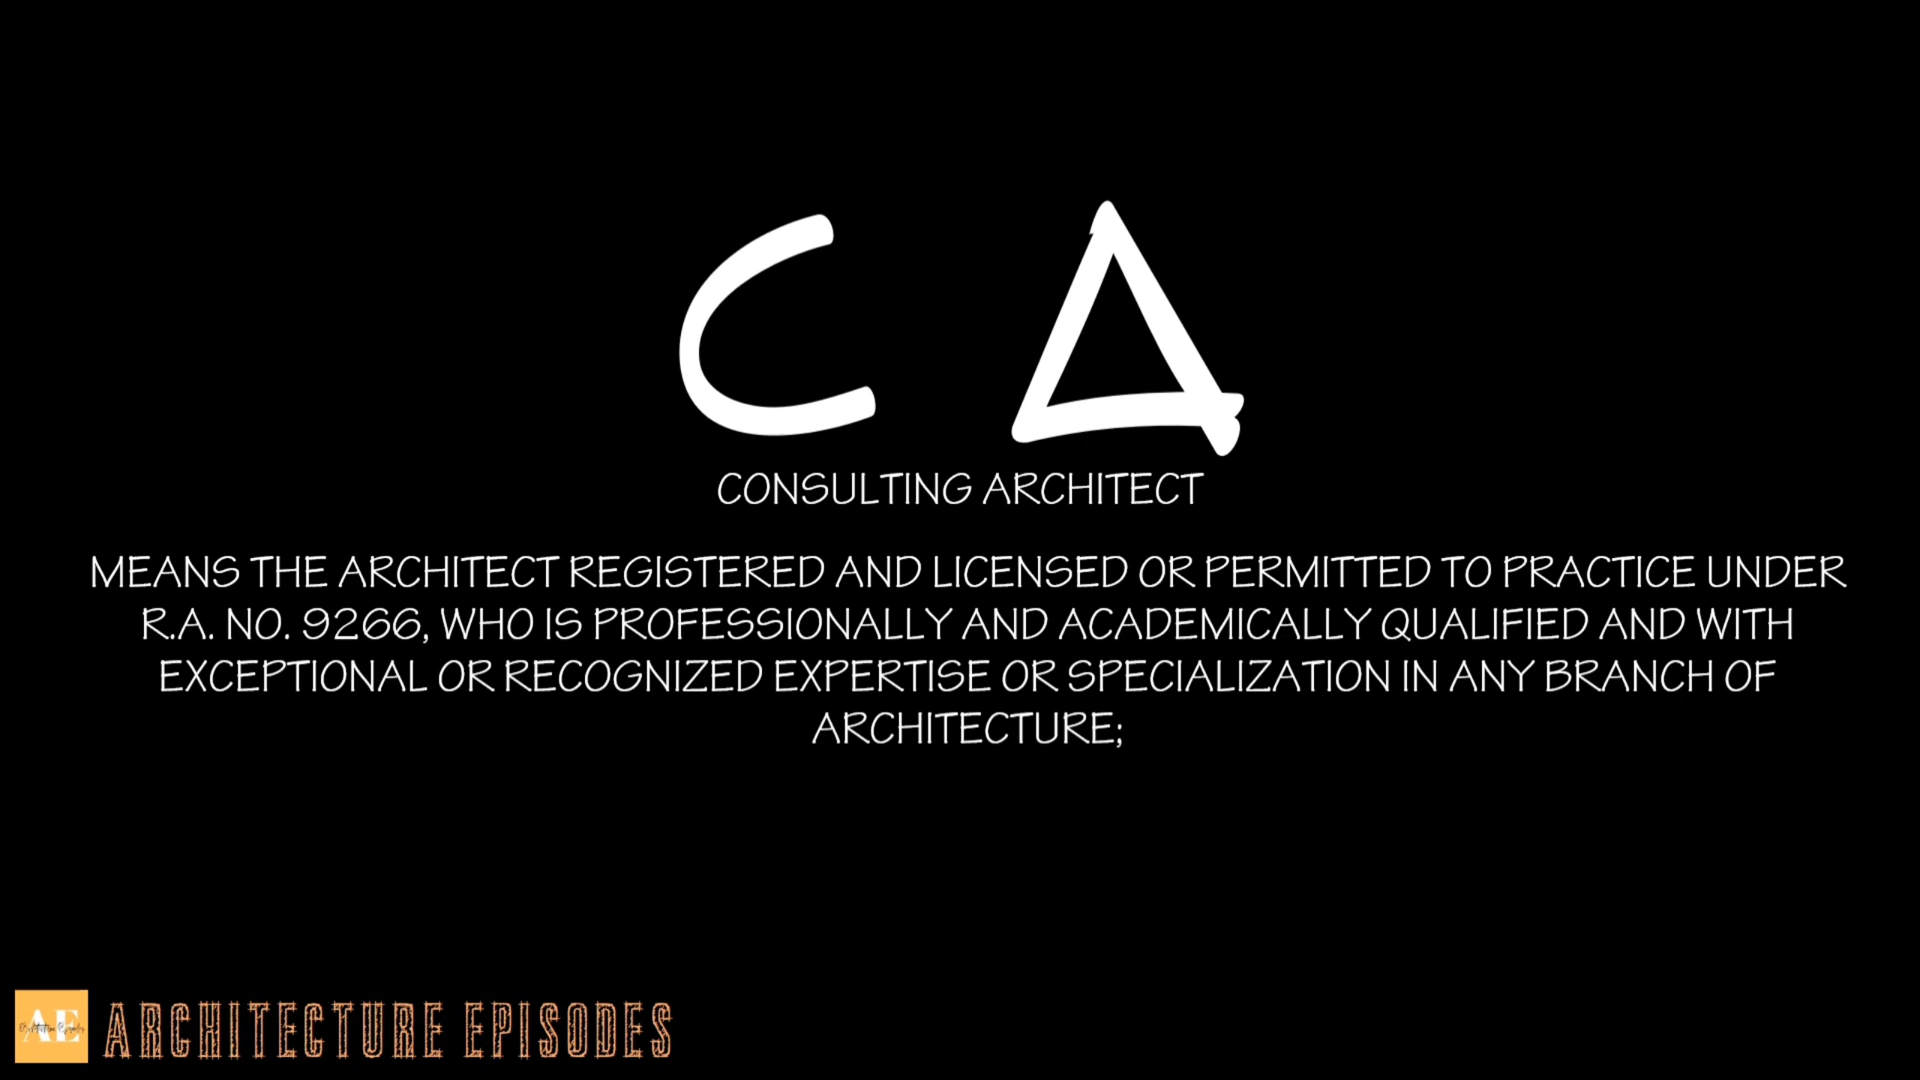 C A
CONSULTING ARCHITECT
MEANS THE ARCHITECT REGISTERED AND LICENSED OR PERMITTED TO PRACTICE UNDER
R.A. NO. 9266, WHO IS PROFESSIONALLY AND ACADEMICALLY QUALIFIED AND WITH
EXCEPTIONAL OR RECOGNIZED EXPERTISE OR SPECIALIZATION IN ANY BRANCH OF
ARCHITECTURE;
AE
ARCHITECTURE EPISODES